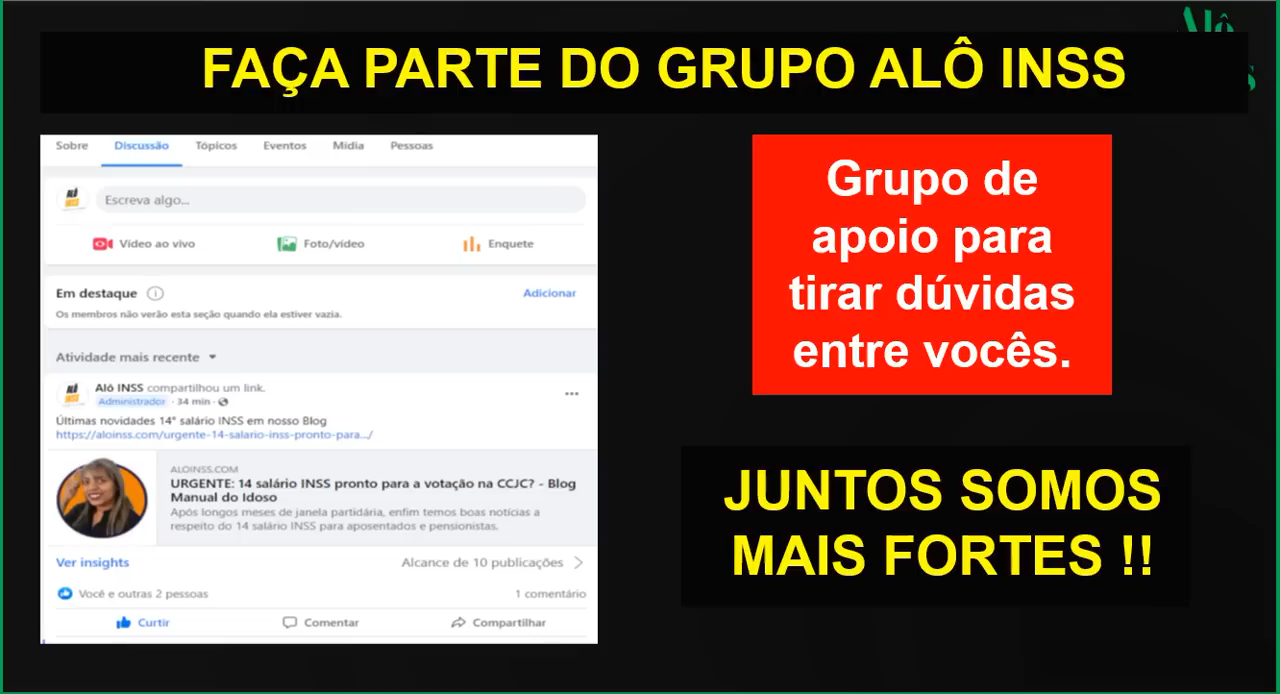 Alô
FAÇA PARTE DO GRUPO ALÔ INSS
Sobre Discussão Tópicos Eventos Mídia Pessoas
ALÔ INSS
Escreva algo...
Vídeo ao vivo Foto/vídeo Enquete
Em destaque Adicionar
Os membros não verão esta seção quando ela estiver vazia.
Atividade mais recente
ALÔ INSS
Alô INSS compartilhou um link.
Administrador · 34 min ·
Últimas novidades 14° salário INSS em nosso Blog
https://aloinss.com/urgente-14-salario-inss-pronto-para.../
ALOINSS.COM
URGENTE: 14 salário INSS pronto para a votação na CCJC? - Blog
Manual do Idoso
Após longos meses de janela partidária, enfim temos boas notícias a
respeito do 14 salário INSS para aposentados e pensionistas.
Ver insights Alcance de 10 publicações
Você e outras 2 pessoas 1 comentário
Curtir Comentar Compartilhar
Grupo de
apoio para
tirar dúvidas
entre vocês.
JUNTOS SOMOS
MAIS FORTES !!